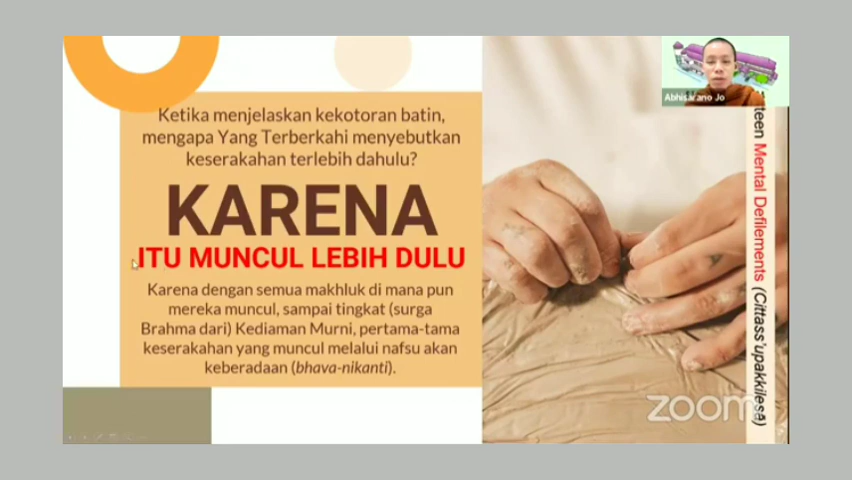 Ketika menjelaskan kekotoran batin,
mengapa Yang Terberkahi menyebutkan
keserakahan terlebih dahulu?
KARENA
ITU MUNCUL LEBIH DULU
Karena dengan semua makhluk di mana pun
mereka muncul, sampai tingkat (surga
Brahma dari) Kediaman Murni, pertama-tama
keserakahan yang muncul melalui nafsu akan
keberadaan (bhava-nikanti).
Abhisarano Jo
teen Mental Defilements (Cittass'upakkilesa)
zoom